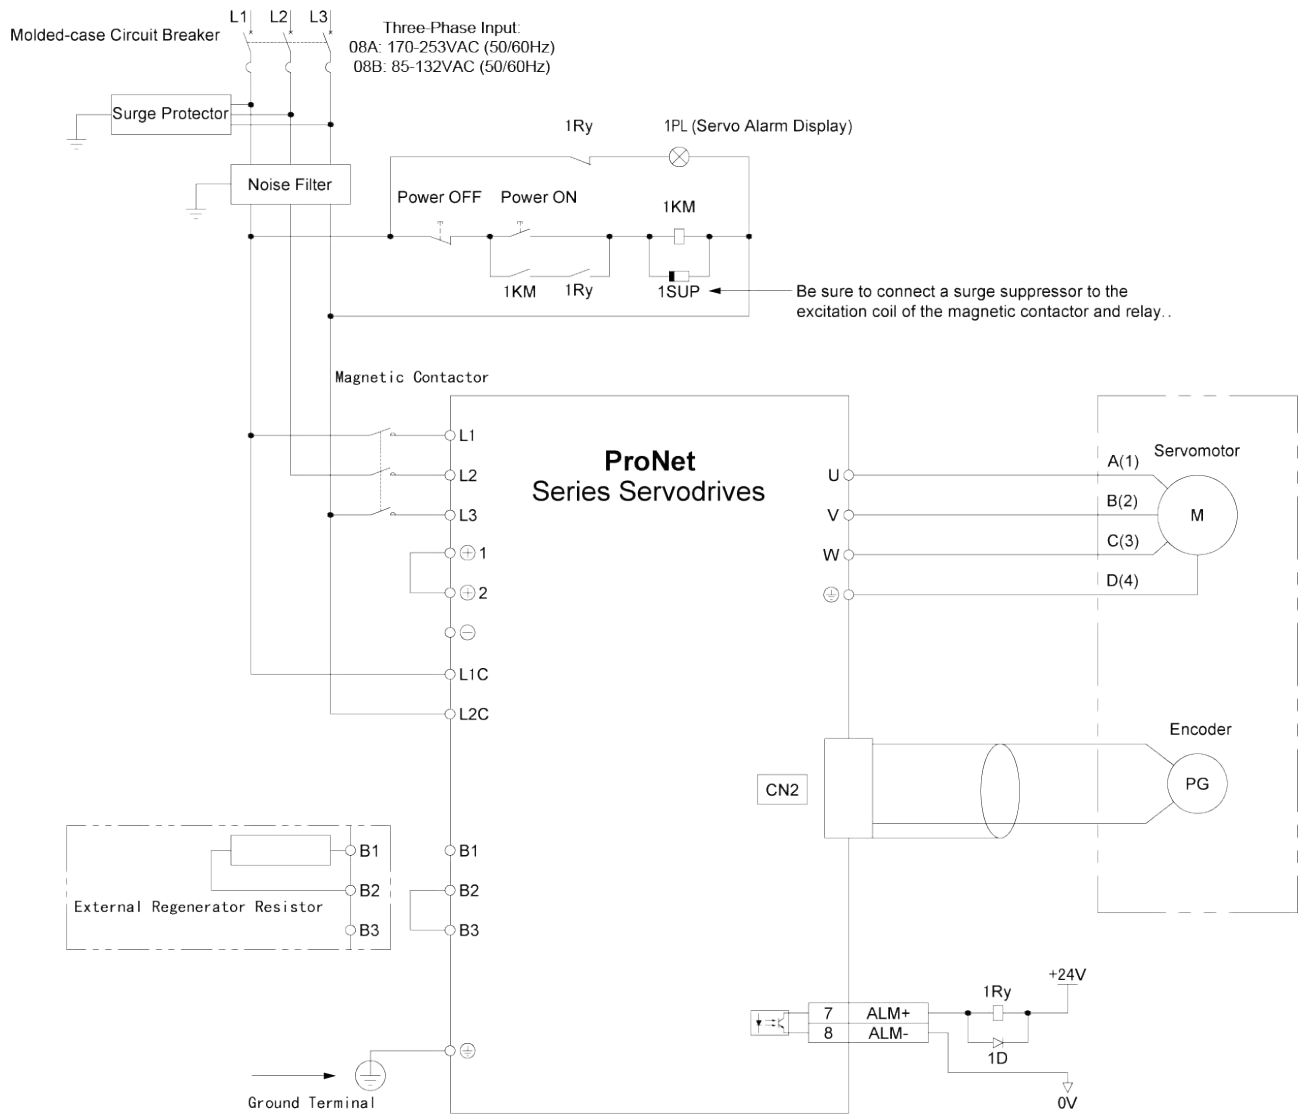 L1 L2 L3
Molded-case Circuit Breaker
Three-Phase Input:
08A: 170-253VAC (50/60Hz)
08B: 85-132VAC (50/60Hz)
Surge Protector
1Ry 1PL (Servo Alarm Display)
Noise Filter
Power OFF Power ON
1KM
1KM 1Ry 1SUP
Be sure to connect a surge suppressor to the
excitation coil of the magnetic contactor and relay..
Magnetic Contactor
L1
L2
L3
1
2
L1C
L2C
B1
B2
B3
ProNet
Series Servodrives
U
V
W
A(1)
B(2)
C(3)
D(4)
Servomotor
M
Encoder
PG
CN2
B1
B2
B3
External Regenerator Resistor
+24V
1Ry
7 ALM+
8 ALM-
1D
0V
Ground Terminal